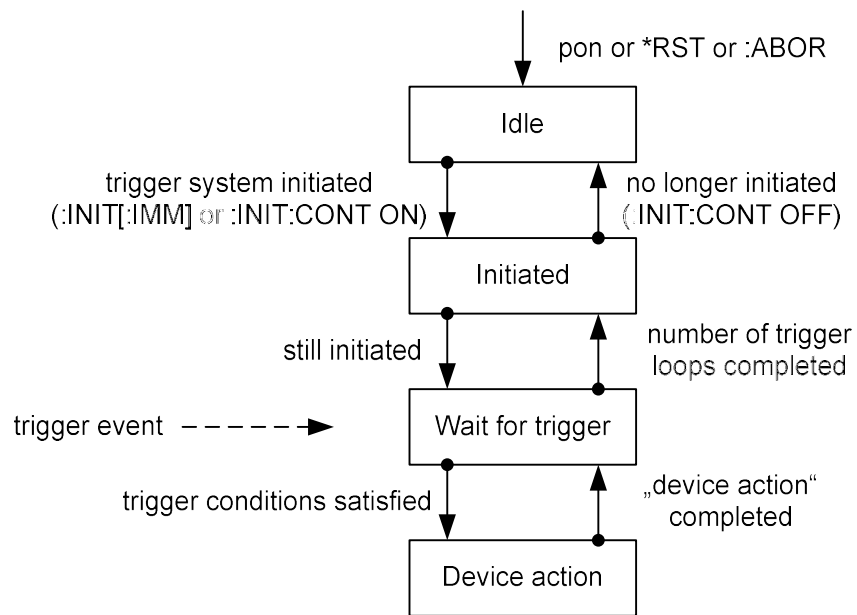 pon or *RST or :ABOR
Idle
trigger system initiated
(:INIT[:IMM] or :INIT:CONT ON)
no longer initiated
(:INIT:CONT OFF)
Initiated
still initiated
number of trigger
loops completed
trigger event
Wait for trigger
trigger conditions satisfied
„device action“
completed
Device action